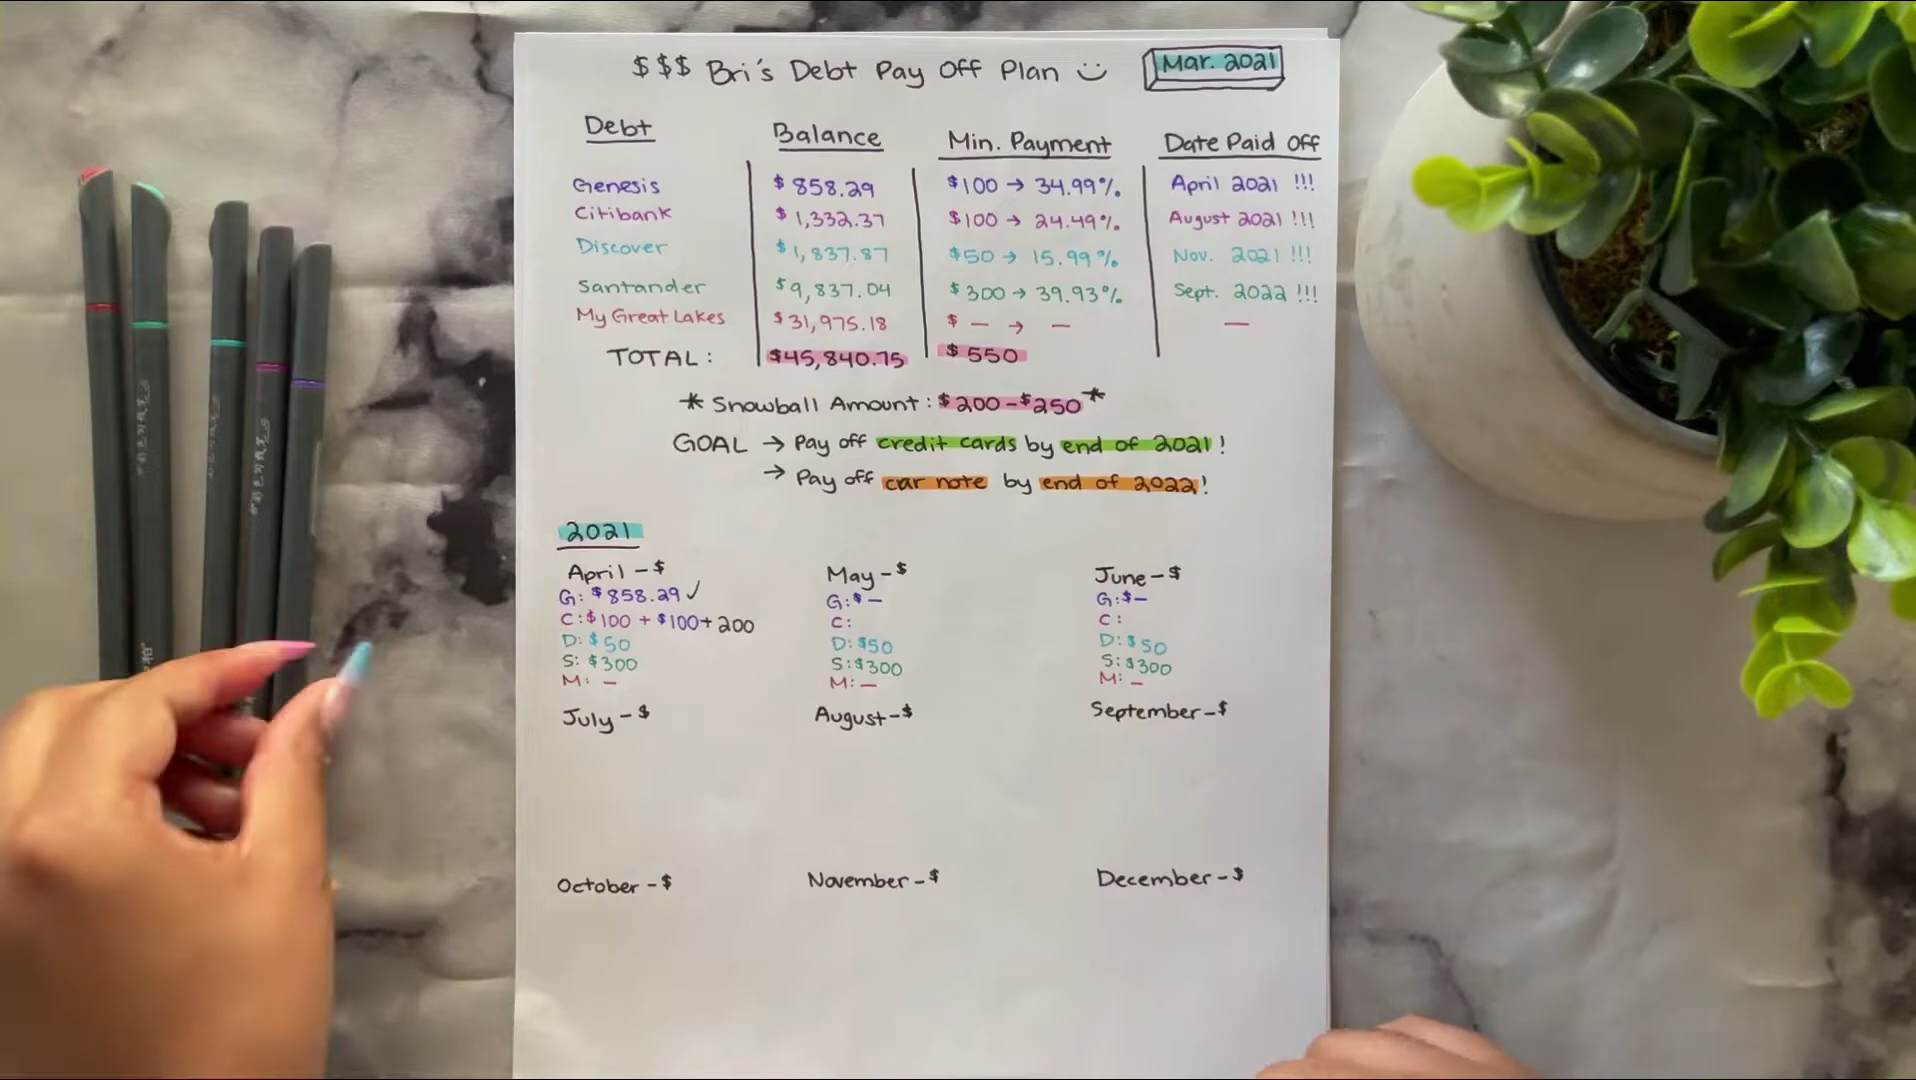 $$$ Bri's Debt Pay Off Plan
Mar. 2021
Debt Balance Min. Payment Date Paid Off
Genesis $858.29 $100 → 34.99% April 2021 !!!
Citibank $1,332.37 $100 → 24.49% August 2021 !!!
Discover $1,837.87 $50 → 15.99% Nov. 2021 !!!
Santander $9,837.04 $300 → 39.93% Sept. 2022 !!!
My Great Lakes $31,975.18 $ — → — —
TOTAL: $45,840.75 $550
* Snowball Amount: $200-$250 *
GOAL → Pay off credit cards by end of 2021!
→ Pay off car note by end of 2022!
2021
April - $
G: $858.29 ✓
C: $100 + $100 + 200
D: $50
S: $300
M: —
May - $
G: $ —
C:
D: $50
S: $300
M: —
June - $
G: $ —
C:
D: $50
S: $300
M: —
July - $
August - $
September - $
October - $
November - $
December - $